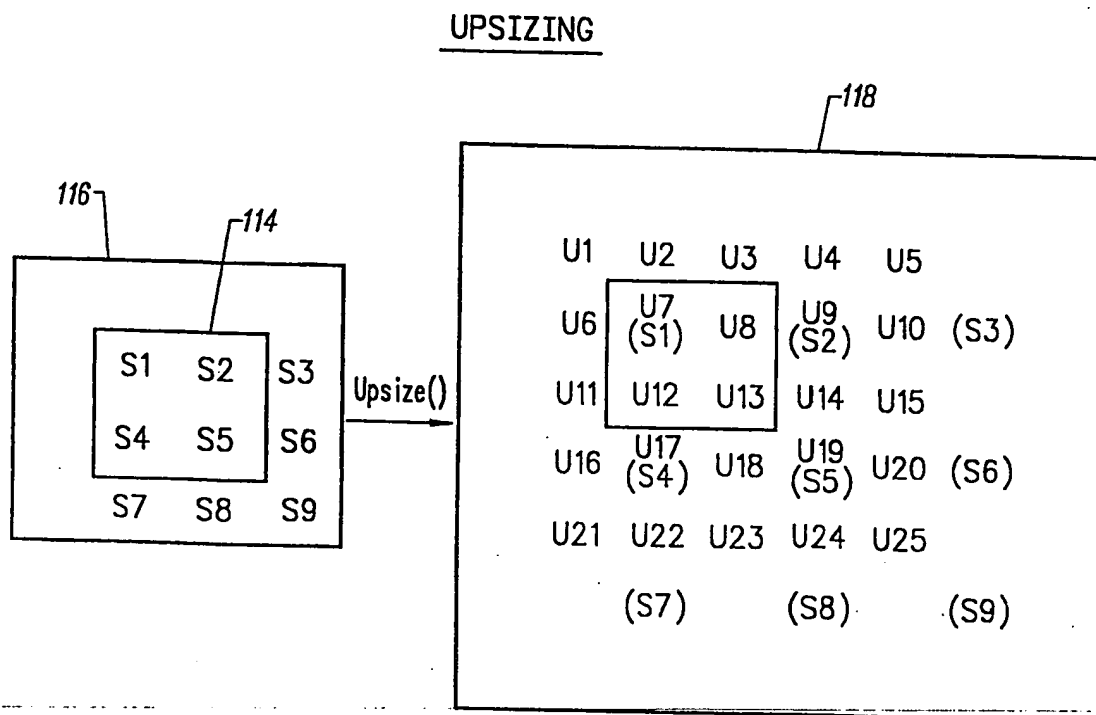 UPSIZING
118
116
114
U1 U2 U3 U4 U5
U7 U9
U6 (S1) U8 (S2) U10 (S3)
S1 S2 S3
Upsize()
U11 U12 U13 U14 U15
S4 S5 S6
U17 U19
U16 (S4) U18 (S5) U20 (S6)
S7 S8 S9
U21 U22 U23 U24 U25
(S7) (S8) (S9)